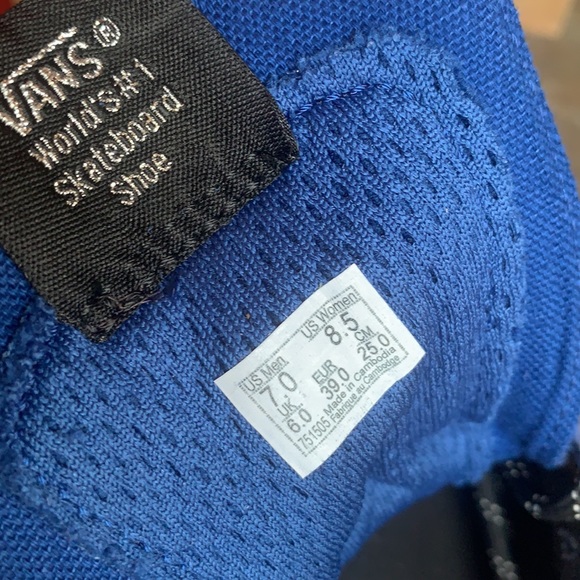 VANS®
World's #1
Skateboard
Shoe
US Men US Women
7.0 8.5
UK EUR CM
6.0 39.0 25.0
751505 Made in Cambodia
Fabriqué au Cambodge